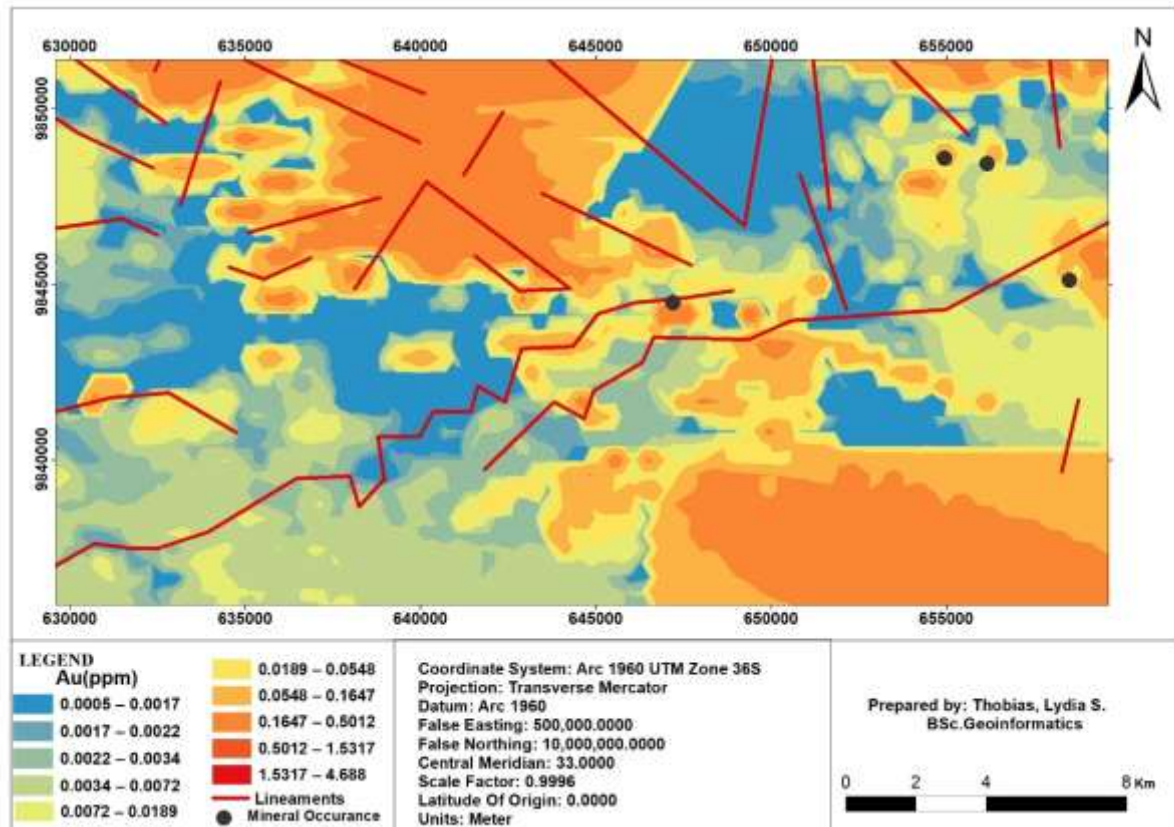 630000 635000 640000 645000 650000 655000
N
9850000
9845000
9840000
9850000
9845000
9840000
630000 635000 640000 645000 650000 655000
LEGEND
Au(ppm)
0.0005 – 0.0017
0.0017 – 0.0022
0.0022 – 0.0034
0.0034 – 0.0072
0.0072 – 0.0189
0.0189 – 0.0548
0.0548 – 0.1647
0.1647 – 0.5012
0.5012 – 1.5317
1.5317 – 4.688
Lineaments
Mineral Occurance
Coordinate System: Arc 1960 UTM Zone 36S
Projection: Transverse Mercator
Datum: Arc 1960
False Easting: 500,000.0000
False Northing: 10,000,000.0000
Central Meridian: 33.0000
Scale Factor: 0.9996
Latitude Of Origin: 0.0000
Units: Meter
Prepared by: Thobias, Lydia S.
BSc.Geoinformatics
0 2 4 8 Km